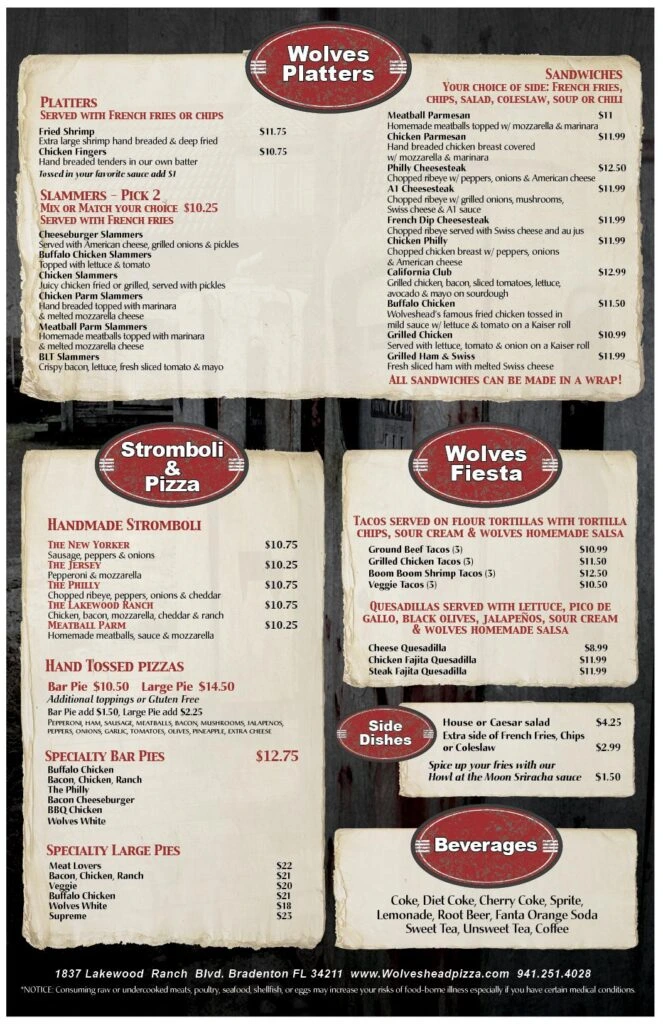 Wolves
Platters
Platters
Served with French fries or chips
Fried Shrimp $11.75
Extra large shrimp hand breaded & deep fried
Chicken Fingers $10.75
Hand breaded tenders in our own batter
Tossed in your favorite sauce add $1
Slammers - Pick 2
Mix or Match your choice $10.25
Served with French fries
Cheeseburger Slammers
Served with American cheese, grilled onions & pickles
Buffalo Chicken Slammers
Topped with lettuce & tomato
Chicken Slammers
Juicy chicken fried or grilled, served with pickles
Chicken Parm Slammers
Hand breaded topped with marinara
& melted mozzarella cheese
Meatball Parm Slammers
Homemade meatballs topped with marinara
& melted mozzarella cheese
BLT Slammers
Crispy bacon, lettuce, fresh sliced tomato & mayo
Sandwiches
Your choice of side: French fries,
chips, salad, coleslaw, soup or chili
Meatball Parmesan $11
Homemade meatballs topped w/ mozzarella & marinara
Chicken Parmesan $11.99
Hand breaded chicken breast covered
w/ mozzarella & marinara
Philly Cheesesteak $12.50
Chopped ribeye w/ peppers, onions & American cheese
A1 Cheesesteak $11.99
Chopped ribeye w/ grilled onions, mushrooms,
Swiss cheese & A1 sauce
French Dip Cheesesteak $11.99
Chopped ribeye served with Swiss cheese and au jus
Chicken Philly $11.99
Chopped chicken breast w/ peppers, onions
& American cheese
California Club $12.99
Grilled chicken, bacon, sliced tomatoes, lettuce,
avocado & mayo on sourdough
Buffalo Chicken $11.50
Wolveshead's famous fried chicken tossed in
mild sauce w/ lettuce & tomato on a Kaiser roll
Grilled Chicken $10.99
Served with lettuce, tomato & onion on a Kaiser roll
Grilled Ham & Swiss $11.99
Fresh sliced ham with melted Swiss cheese
All sandwiches can be made in a wrap!
Stromboli
&
Pizza
Handmade Stromboli
The New Yorker $10.75
Sausage, peppers & onions
The Jersey $10.25
Pepperoni & mozzarella
The Philly $10.75
Chopped ribeye, peppers, onions & cheddar
The Lakewood Ranch $10.75
Chicken, bacon, mozzarella, cheddar & ranch
Meatball Parm $10.25
Homemade meatballs, sauce & mozzarella
Hand Tossed pizzas
Bar Pie $10.50 Large Pie $14.50
Additional toppings or Gluten Free
Bar Pie add $1.50, Large Pie add $2.25
Pepperoni, ham, sausage, meatballs, bacon, mushrooms, jalapenos,
peppers, onions, garlic, tomatoes, olives, pineapple, extra cheese
Specialty Bar Pies $12.75
Buffalo Chicken
Bacon, Chicken, Ranch
The Philly
Bacon Cheeseburger
BBQ Chicken
Wolves White
Specialty Large Pies
Meat Lovers $22
Bacon, Chicken, Ranch $21
Veggie $20
Buffalo Chicken $21
Wolves White $18
Supreme $23
Wolves
Fiesta
Tacos served on flour tortillas with tortilla
chips, sour cream & wolves homemade salsa
Ground Beef Tacos (3) $10.99
Grilled Chicken Tacos (3) $11.50
Boom Boom Shrimp Tacos (3) $12.50
Veggie Tacos (3) $10.50
Quesadillas served with lettuce, pico de
gallo, black olives, jalapeños, sour cream
& wolves homemade salsa
Cheese Quesadilla $8.99
Chicken Fajita Quesadilla $11.99
Steak Fajita Quesadilla $11.99
Side
Dishes
House or Caesar salad $4.25
Extra side of French Fries, Chips
or Coleslaw $2.99
Spice up your fries with our
Howl at the Moon Sriracha sauce $1.50
Beverages
Coke, Diet Coke, Cherry Coke, Sprite,
Lemonade, Root Beer, Fanta Orange Soda
Sweet Tea, Unsweet Tea, Coffee
1837 Lakewood Ranch Blvd. Bradenton FL 34211 www.Wolvesheadpizza.com 941.251.4028
*NOTICE: Consuming raw or undercooked meats, poultry, seafood, shellfish, or eggs may increase your risks of food-borne illness especially if you have certain medical conditions.